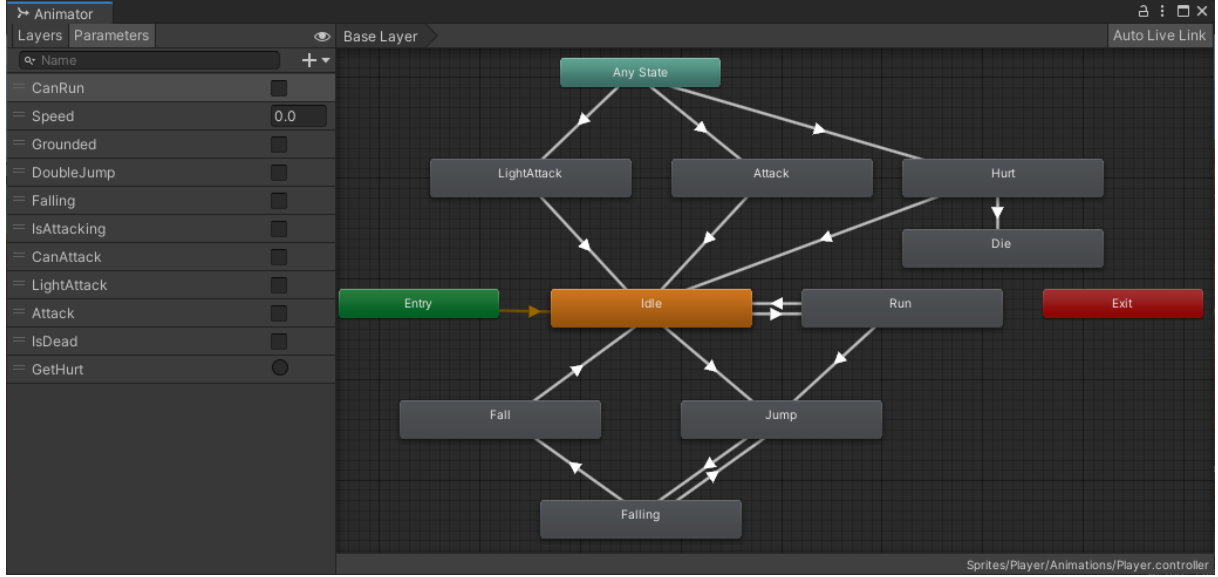 Animator
Layers Parameters
Base Layer
Auto Live Link
Name
CanRun
Speed 0.0
Grounded
DoubleJump
Falling
IsAttacking
CanAttack
LightAttack
Attack
IsDead
GetHurt
Any State
LightAttack
Attack
Hurt
Die
Entry
Idle
Run
Exit
Fall
Jump
Falling
Sprites/Player/Animations/Player.controller